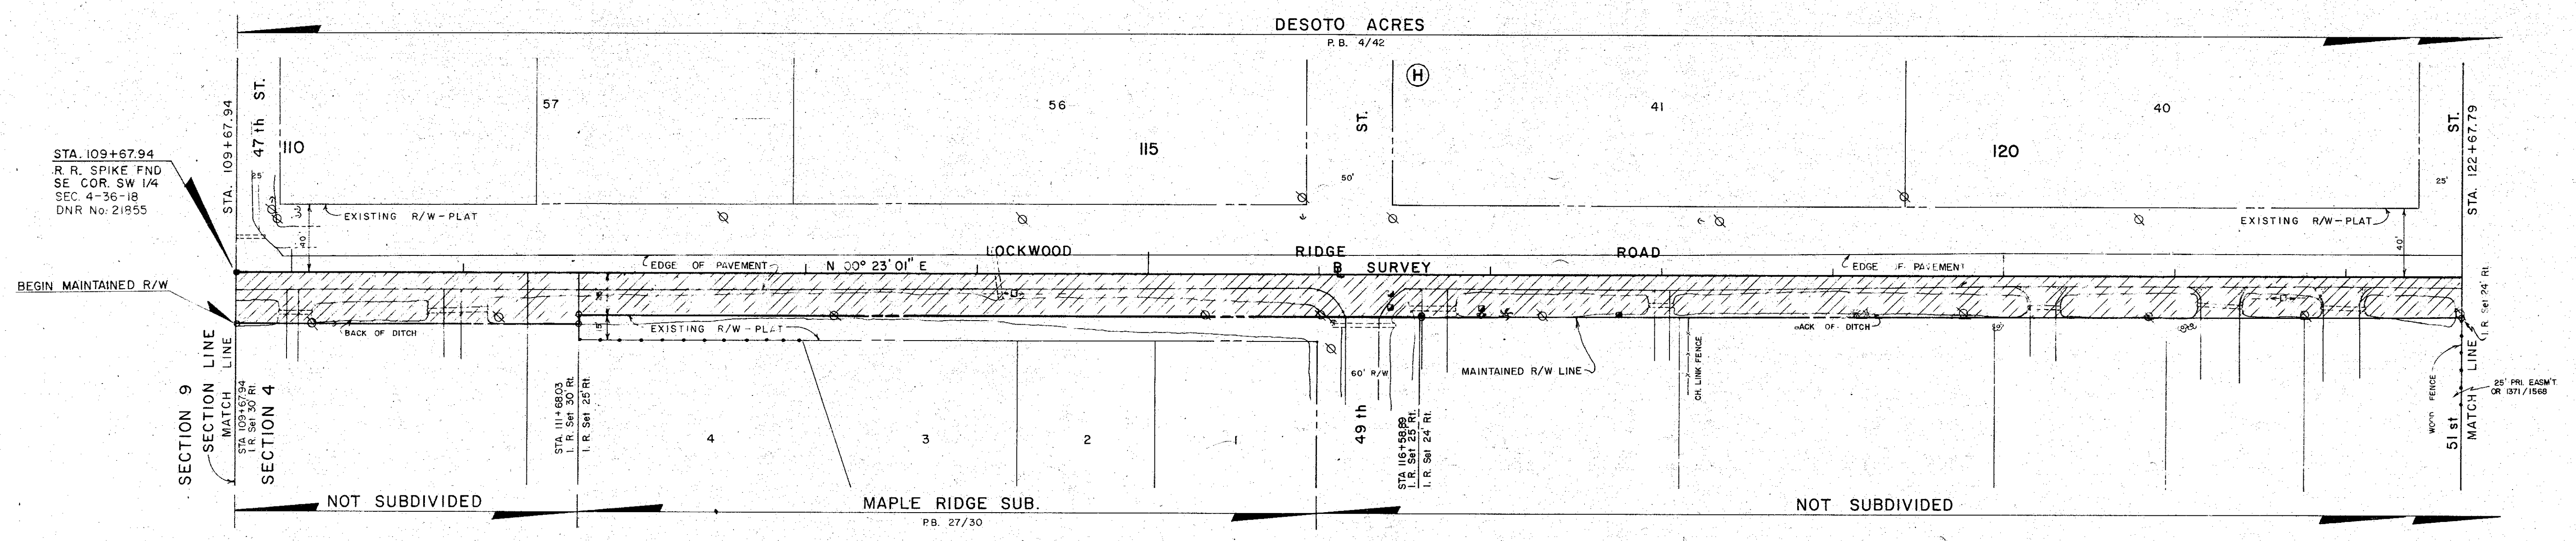 DESOTO ACRES
P.B. 4/42
H
47 th ST.
STA. 109+67.94
110
57
56
115
ST.
50'
41
40
120
ST.
STA. 122+67.79
25'
25'
STA. 109+67.94
R. R. SPIKE FND
SE COR. SW 1/4
SEC. 4-36-18
DNR No. 21855
EXISTING R/W-PLAT
40'
EXISTING R/W-PLAT
40'
LOCKWOOD RIDGE ROAD
EDGE OF PAVEMENT
N 00° 23' 01" E
B SURVEY
EDGE OF PAVEMENT
BEGIN MAINTAINED R/W
BACK OF DITCH
EXISTING R/W-PLAT
15'
BACK OF DITCH
MAINTAINED R/W LINE
60' R/W
CH. LINK FENCE
WOOD FENCE
25' PRI. EASM'T.
OR 1371/1568
I. R. Set 24' Rt.
SECTION 9
SECTION LINE
MATCH LINE
STA 109+67.94
I. R. Set 30' Rt.
SECTION 4
STA. 111+68.03
I. R. Set 30' Rt.
I. R. Set 25' Rt.
4
3
2
1
49 th
STA 116+58.89
I. R. Set 25' Rt.
I. R. Set 24' Rt.
51 st
MATCH LINE
NOT SUBDIVIDED
MAPLE RIDGE SUB.
P.B. 27/30
NOT SUBDIVIDED